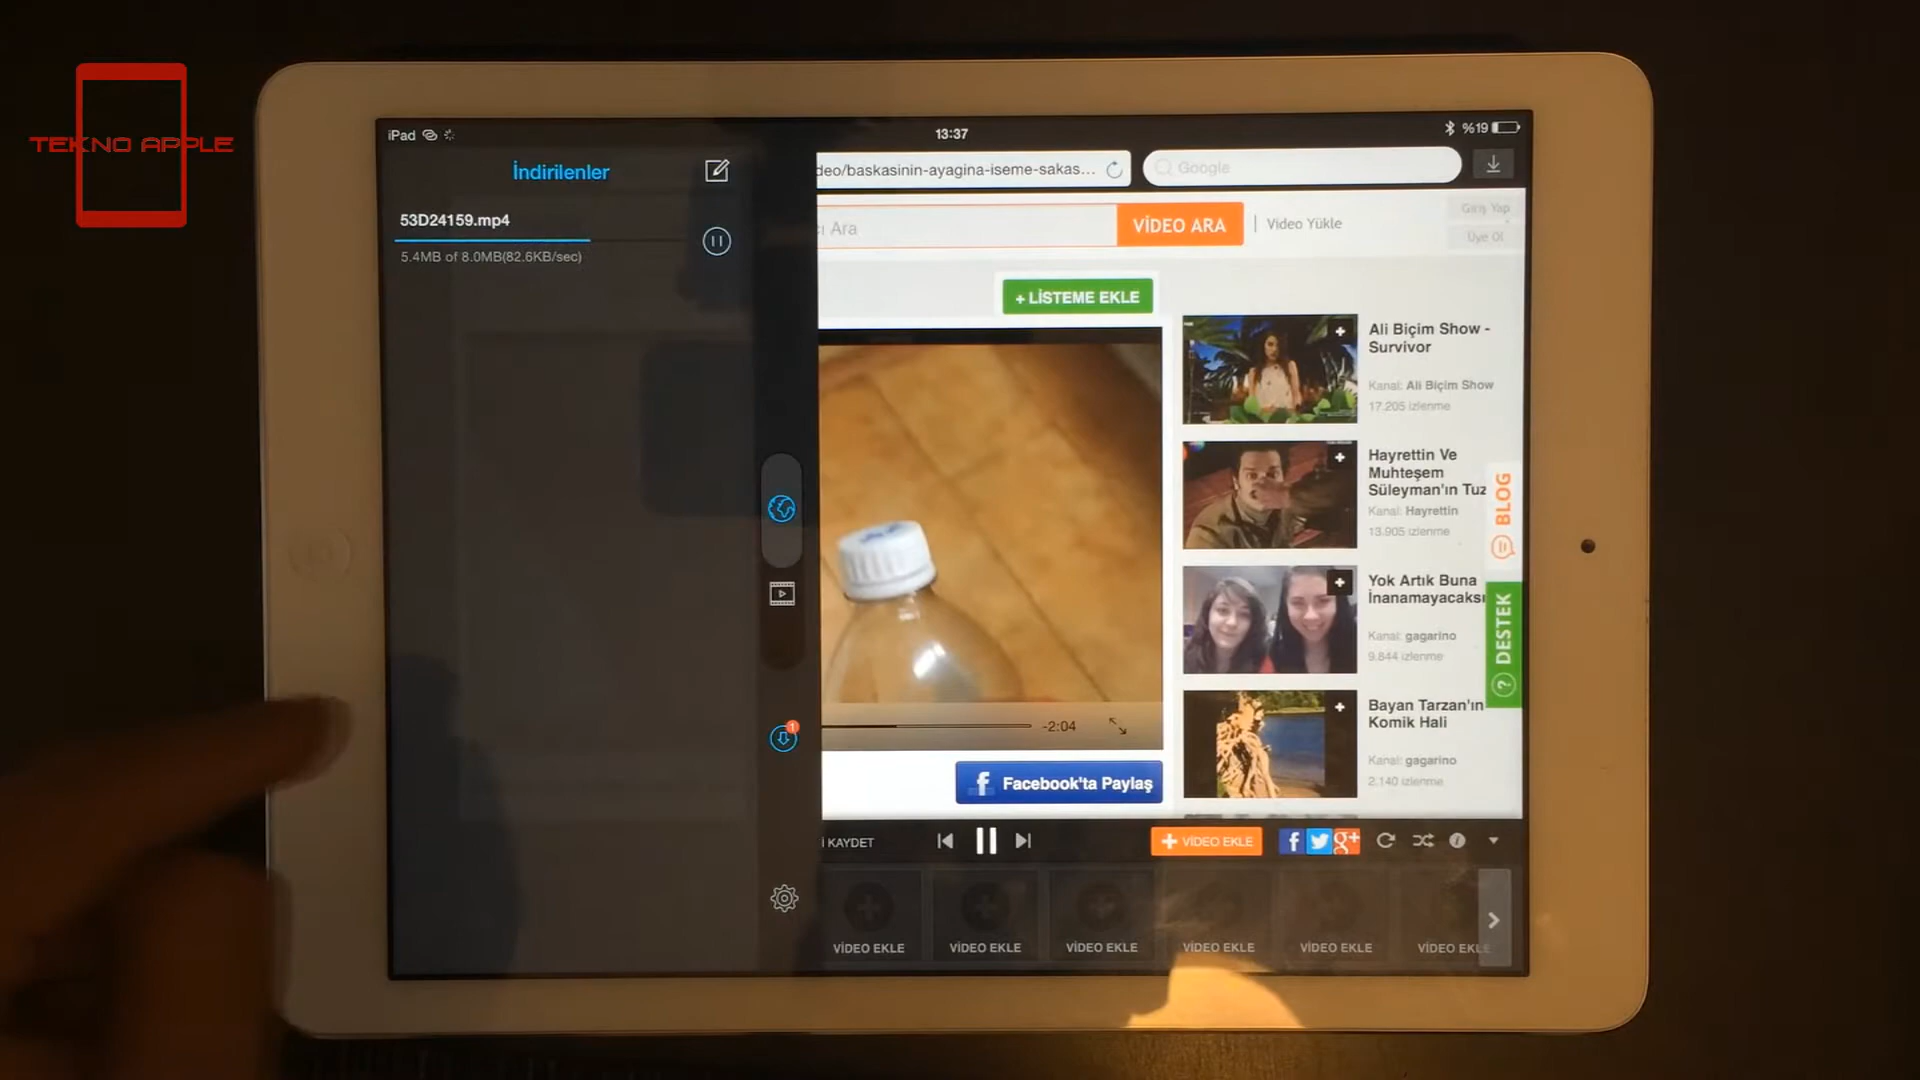 TEKNO APPLE
iPad
13:37
%19
İndirilenler
53D24159.mp4
5.4MB of 8.0MB(82.6KB/sec)
deo/baskasinin-ayagina-iseme-sakas...
Google
Ara
VİDEO ARA
Video Yükle
Giriş Yap
Üye Ol
+ LİSTEME EKLE
Ali Biçim Show -
Survivor
Kanal: Ali Biçim Show
17.205 izlenme
Hayrettin Ve
Muhteşem
Süleyman'ın Tuz
Kanal: Hayrettin
13.905 izlenme
Yok Artık Buna
İnanamayacaksı
Kanal: gagarino
9.844 izlenme
Bayan Tarzan'ın
Komik Hali
Kanal: gagarino
2.140 izlenme
BLOG
DESTEK
1
-2:04
f Facebook'ta Paylaş
İ KAYDET
+ VİDEO EKLE
f
g+
VİDEO EKLE
VİDEO EKLE
VİDEO EKLE
VİDEO EKLE
VİDEO EKLE
VİDEO EKLE